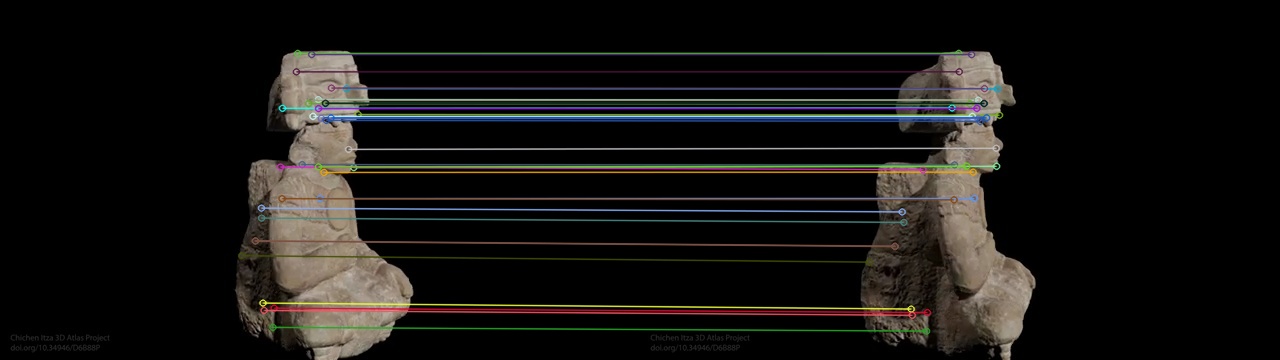 Chichen Itza 3D Atlas Project
doi.org/10.34946/D6B88P
Chichen Itza 3D Atlas Project
doi.org/10.34946/D6B88P